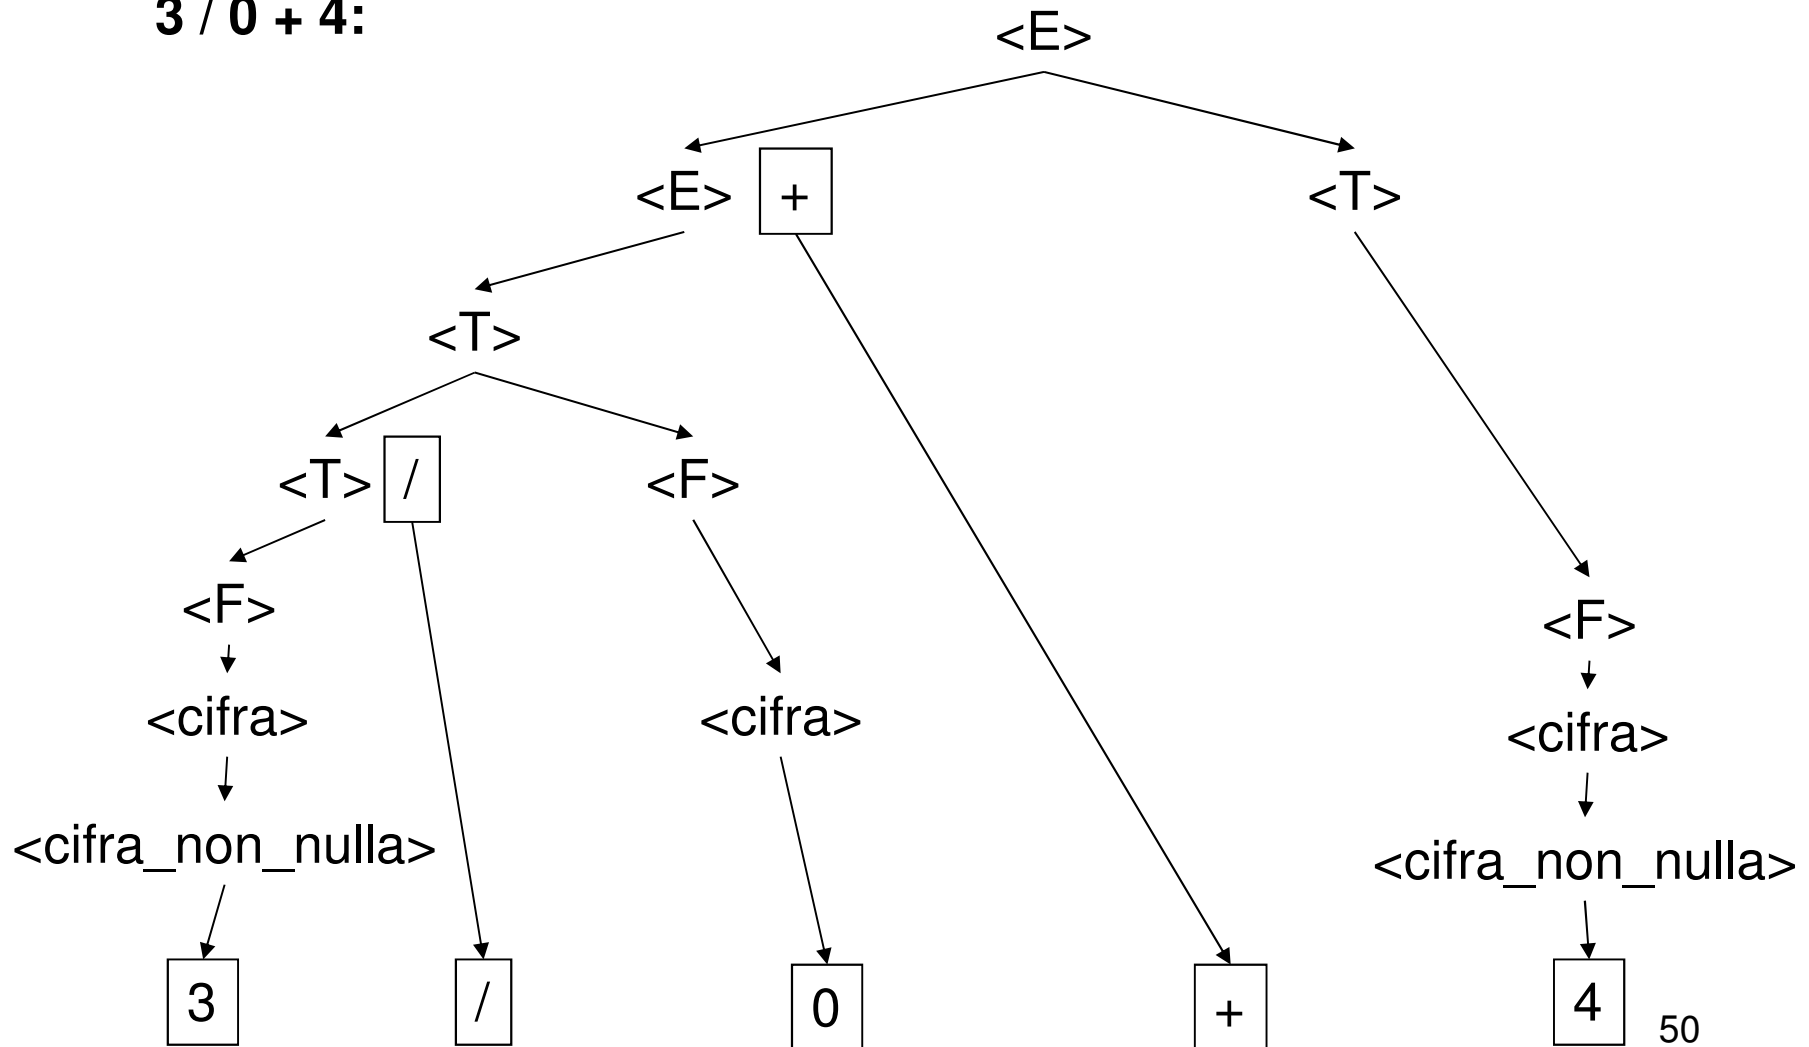 3 / 0 + 4:
<E>
<E> + <T>
<T>
<T> / <F>
<F> <F>
<cifra> <cifra> <cifra>
<cifra_non_nulla> <cifra_non_nulla>
3 / 0 + 4
50